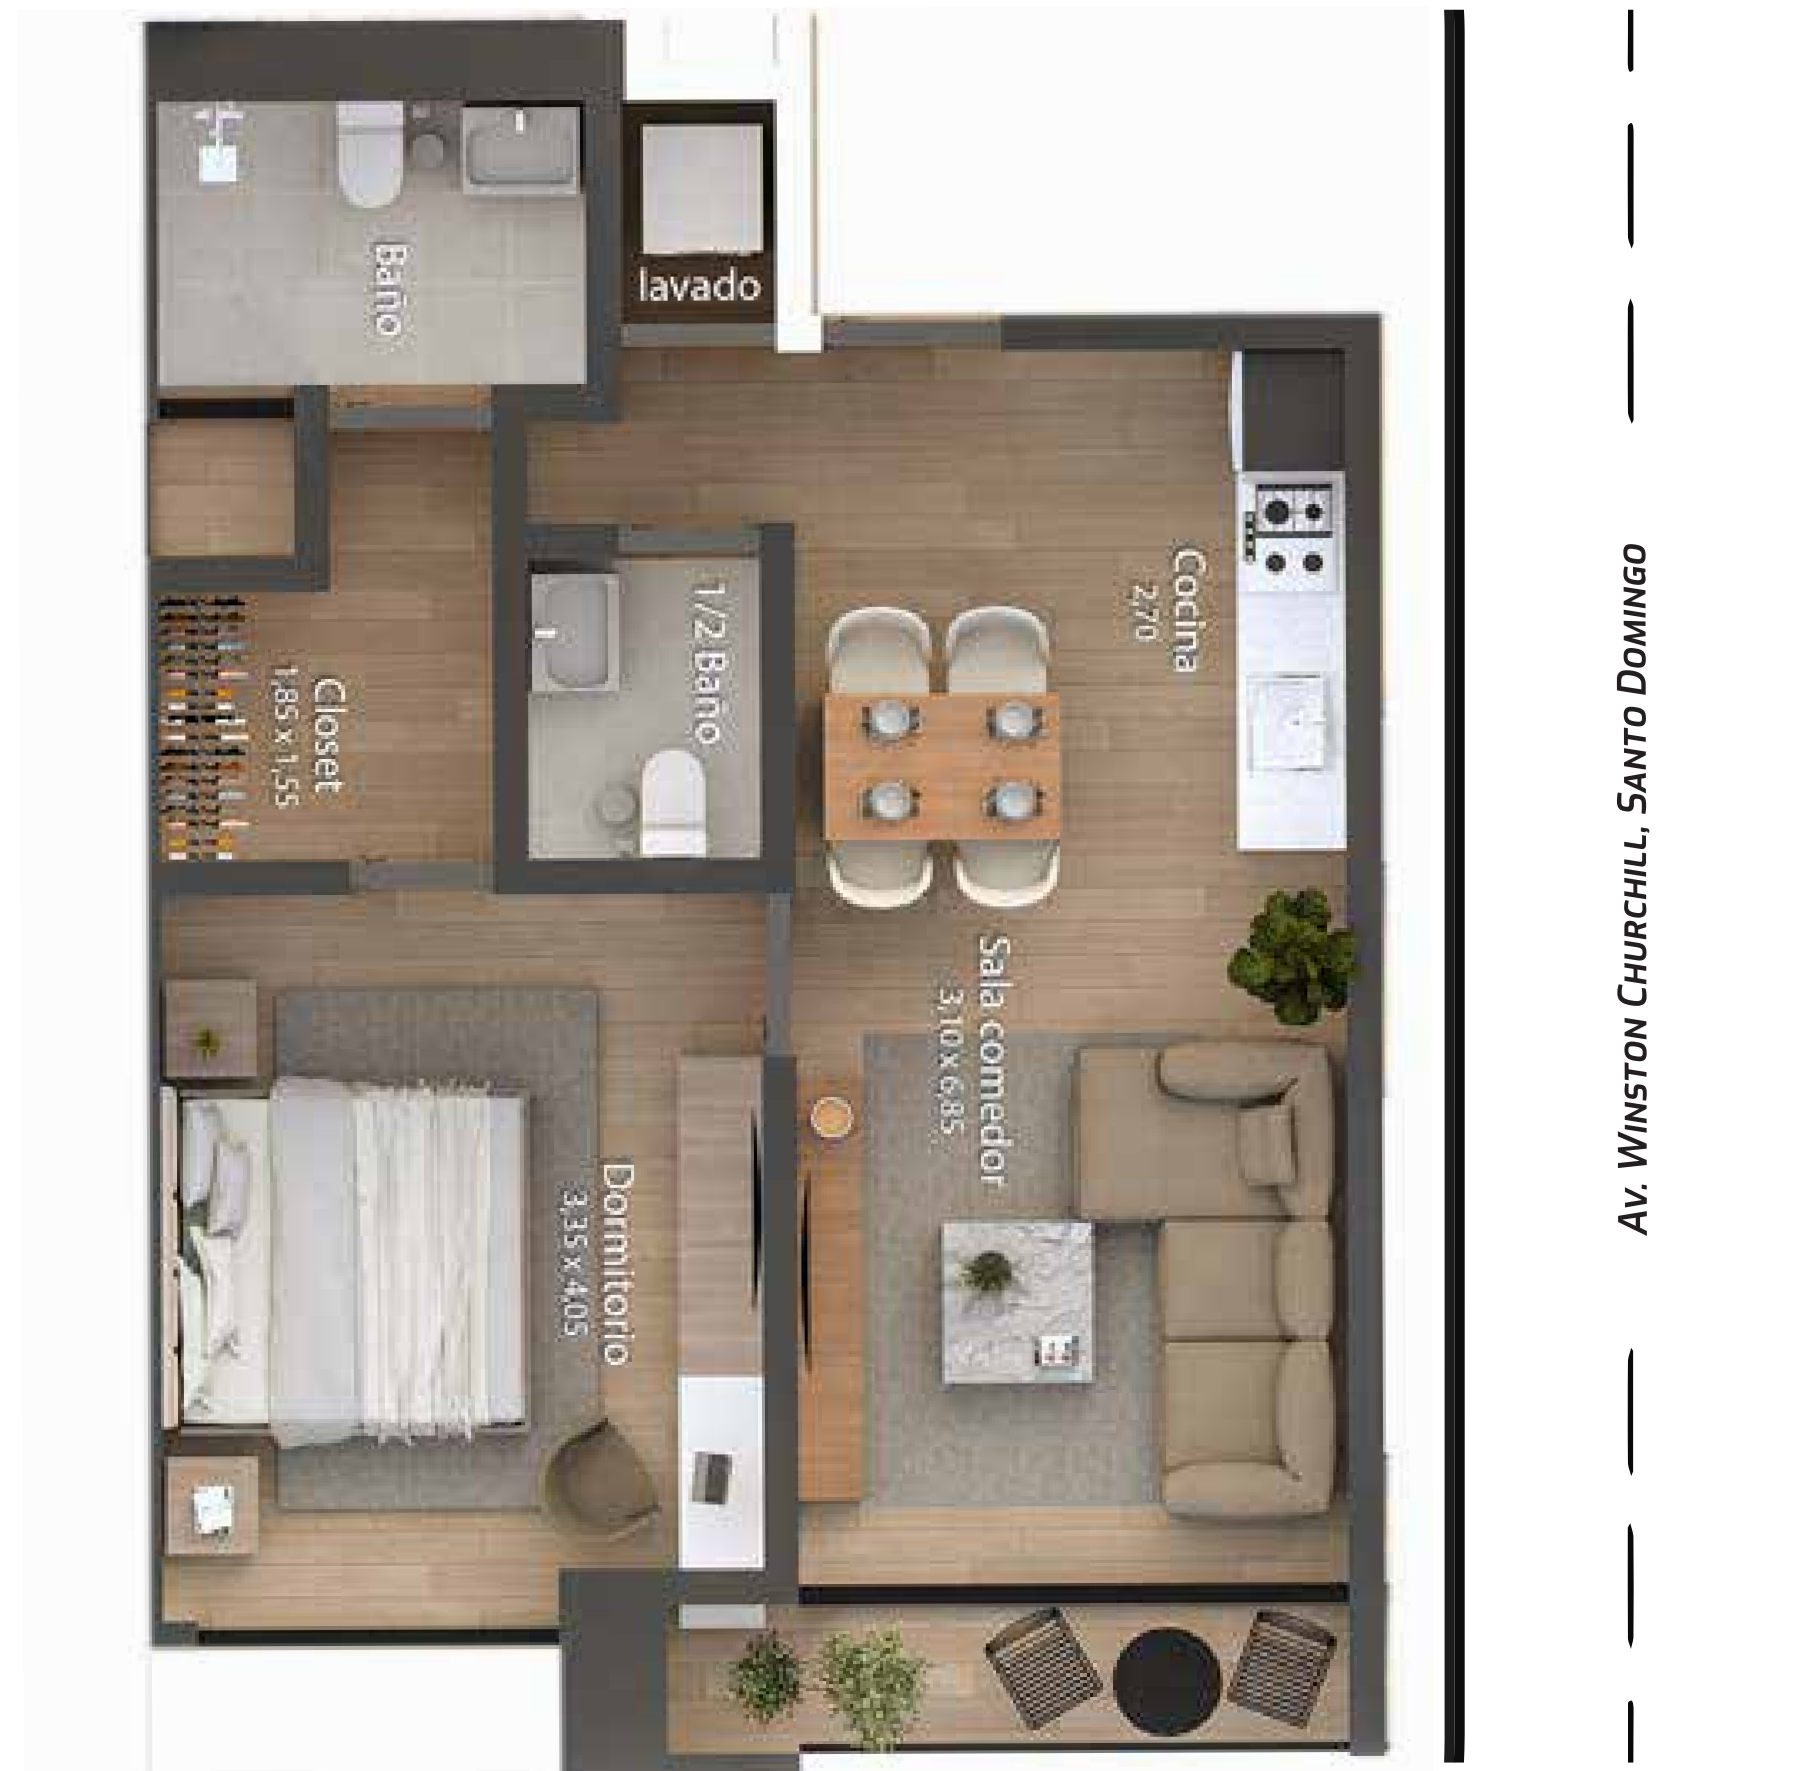 Baño
lavado
Cocina
2,70
1/2 Baño
Closet
1,85 x 1,55
Sala comedor
3,10 x 6,85
Dormitorio
3,35 x 4,05
Av. Winston Churchill, Santo Domingo